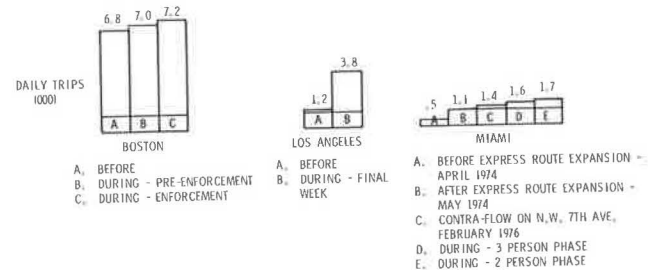 6.8 7.0 7.2
3.8
1.2
.5 1.1 1.4 1.6 1.7
DAILY TRIPS
(000)
A B C
A B
A B C D E
BOSTON
LOS ANGELES
MIAMI
A. BEFORE
B. DURING - PRE-ENFORCEMENT
C. DURING - ENFORCEMENT
A. BEFORE
B. DURING - FINAL
WEEK
A. BEFORE EXPRESS ROUTE EXPANSION -
APRIL 1974
B. AFTER EXPRESS ROUTE EXPANSION -
MAY 1974
C. CONTRA-FLOW ON N.W. 7TH AVE.
FEBRUARY 1976
D. DURING - 3 PERSON PHASE
E. DURING - 2 PERSON PHASE